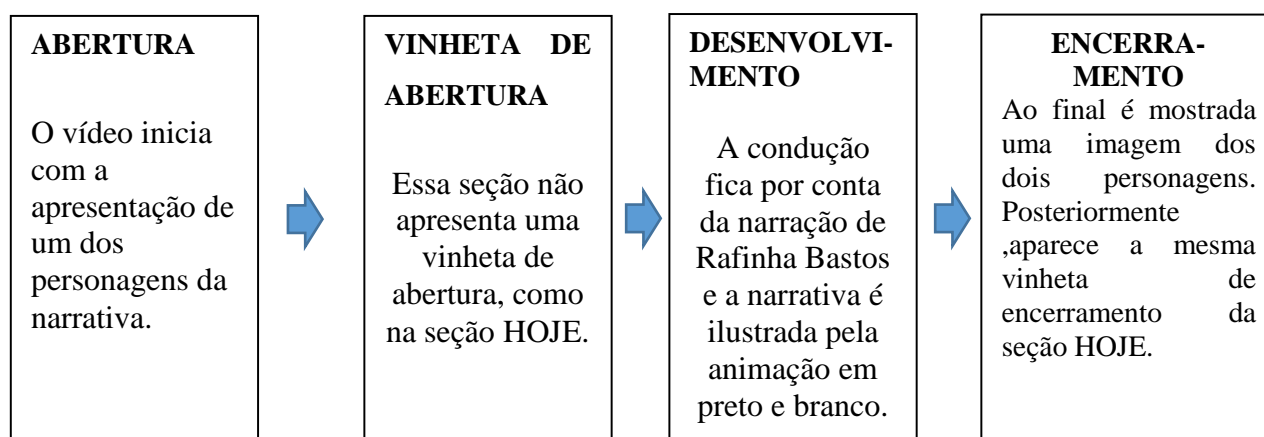 ABERTURA
O vídeo inicia
com a
apresentação de
um dos
personagens da
narrativa.
VINHETA DE
ABERTURA
Essa seção não
apresenta uma
vinheta de
abertura, como
na seção HOJE.
DESENVOLVI-
MENTO
A condução
fica por conta
da narração de
Rafinha Bastos
e a narrativa é
ilustrada pela
animação em
preto e branco.
ENCERRA-
MENTO
Ao final é mostrada
uma imagem dos
dois personagens.
Posteriormente
,aparece a mesma
vinheta de
encerramento da
seção HOJE.